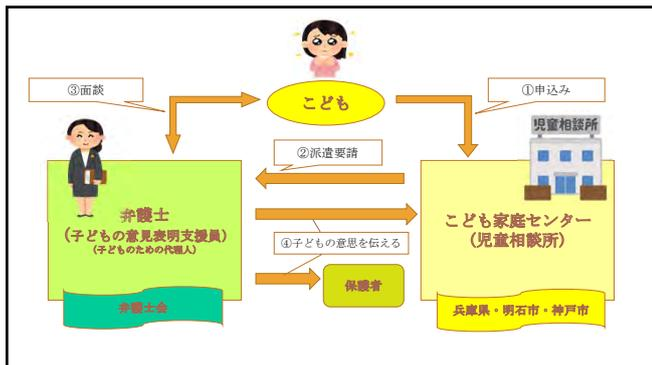 ③面談
こども
①申込み
児童相談所
②派遣要請
弁護士
(子どもの意見表明支援員)
(子どものための代理人)
こども家庭センター
(児童相談所)
④子どもの意思を伝える
保護者
弁護士会
兵庫県・明石市・神戸市